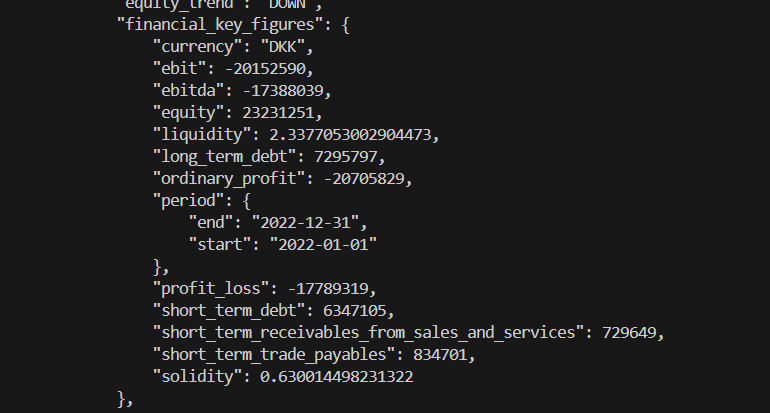 "equity_trend": "DOWN",
"financial_key_figures": {
"currency": "DKK",
"ebit": -20152590,
"ebitda": -17388039,
"equity": 23231251,
"liquidity": 2.3377053002904473,
"long_term_debt": 7295797,
"ordinary_profit": -20705829,
"period": {
"end": "2022-12-31",
"start": "2022-01-01"
},
"profit_loss": -17789319,
"short_term_debt": 6347105,
"short_term_receivables_from_sales_and_services": 729649,
"short_term_trade_payables": 834701,
"solidity": 0.630014498231322
},